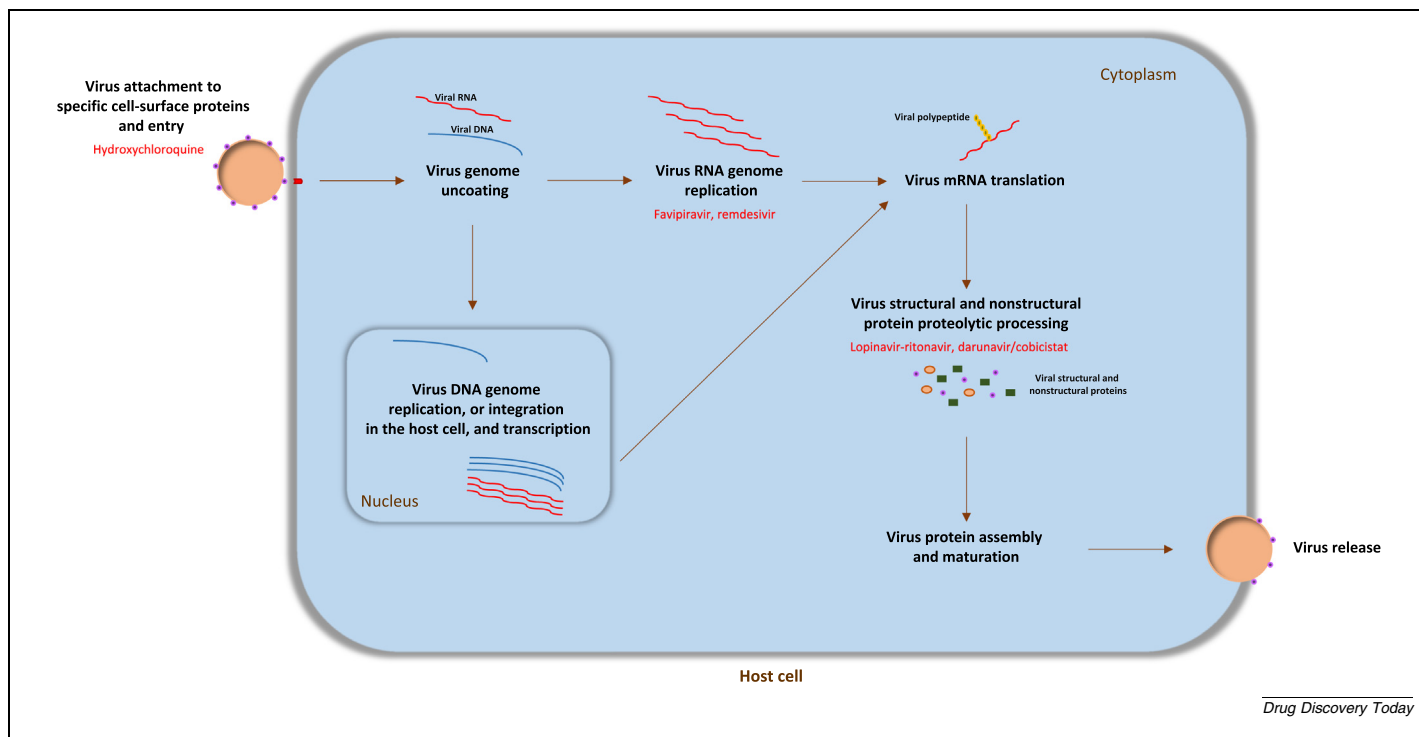 Cytoplasm
Virus attachment to
specific cell-surface proteins
and entry
Hydroxychloroquine
Viral RNA
Viral DNA
Virus genome
uncoating
Virus RNA genome
replication
Favipiravir, remdesivir
Viral polypeptide
Virus mRNA translation
Virus structural and nonstructural
protein proteolytic processing
Lopinavir-ritonavir, darunavir/cobicistat
Viral structural and
nonstructural proteins
Virus DNA genome
replication, or integration
in the host cell, and transcription
Nucleus
Virus protein assembly
and maturation
Virus release
Host cell
Drug Discovery Today